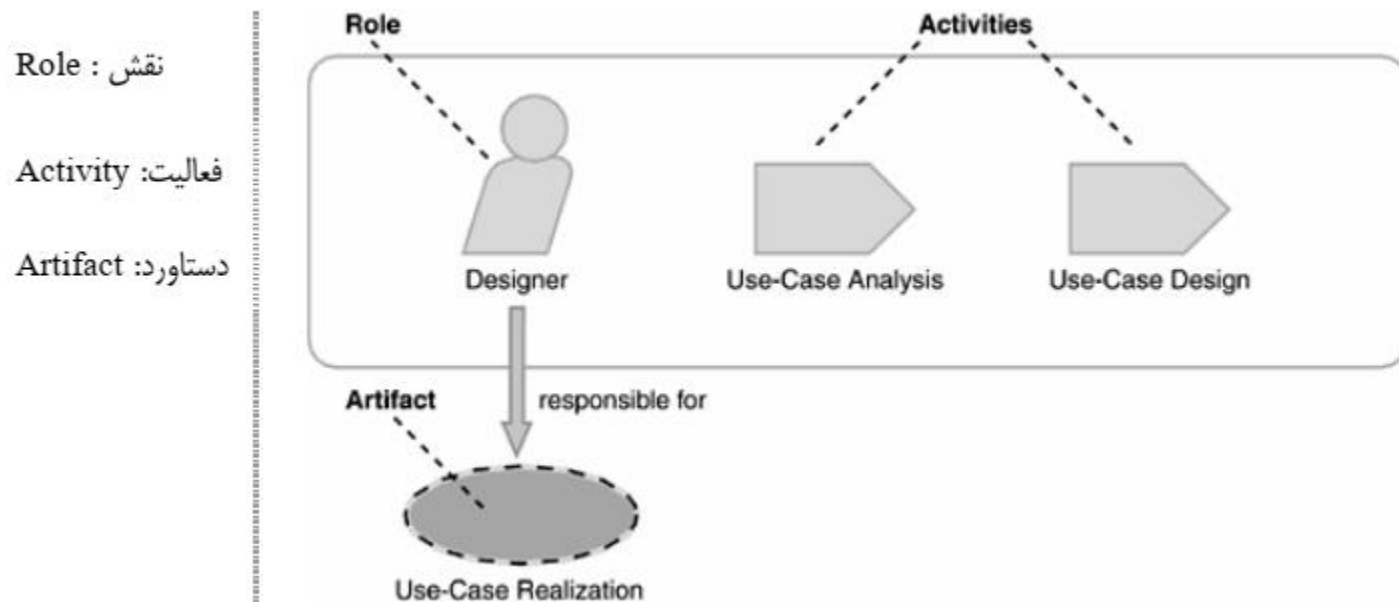 Role : نقش
Activity :فعالیت
Artifact :دستاورد
Role
Activities
Designer
Use-Case Analysis
Use-Case Design
Artifact
responsible for
Use-Case Realization